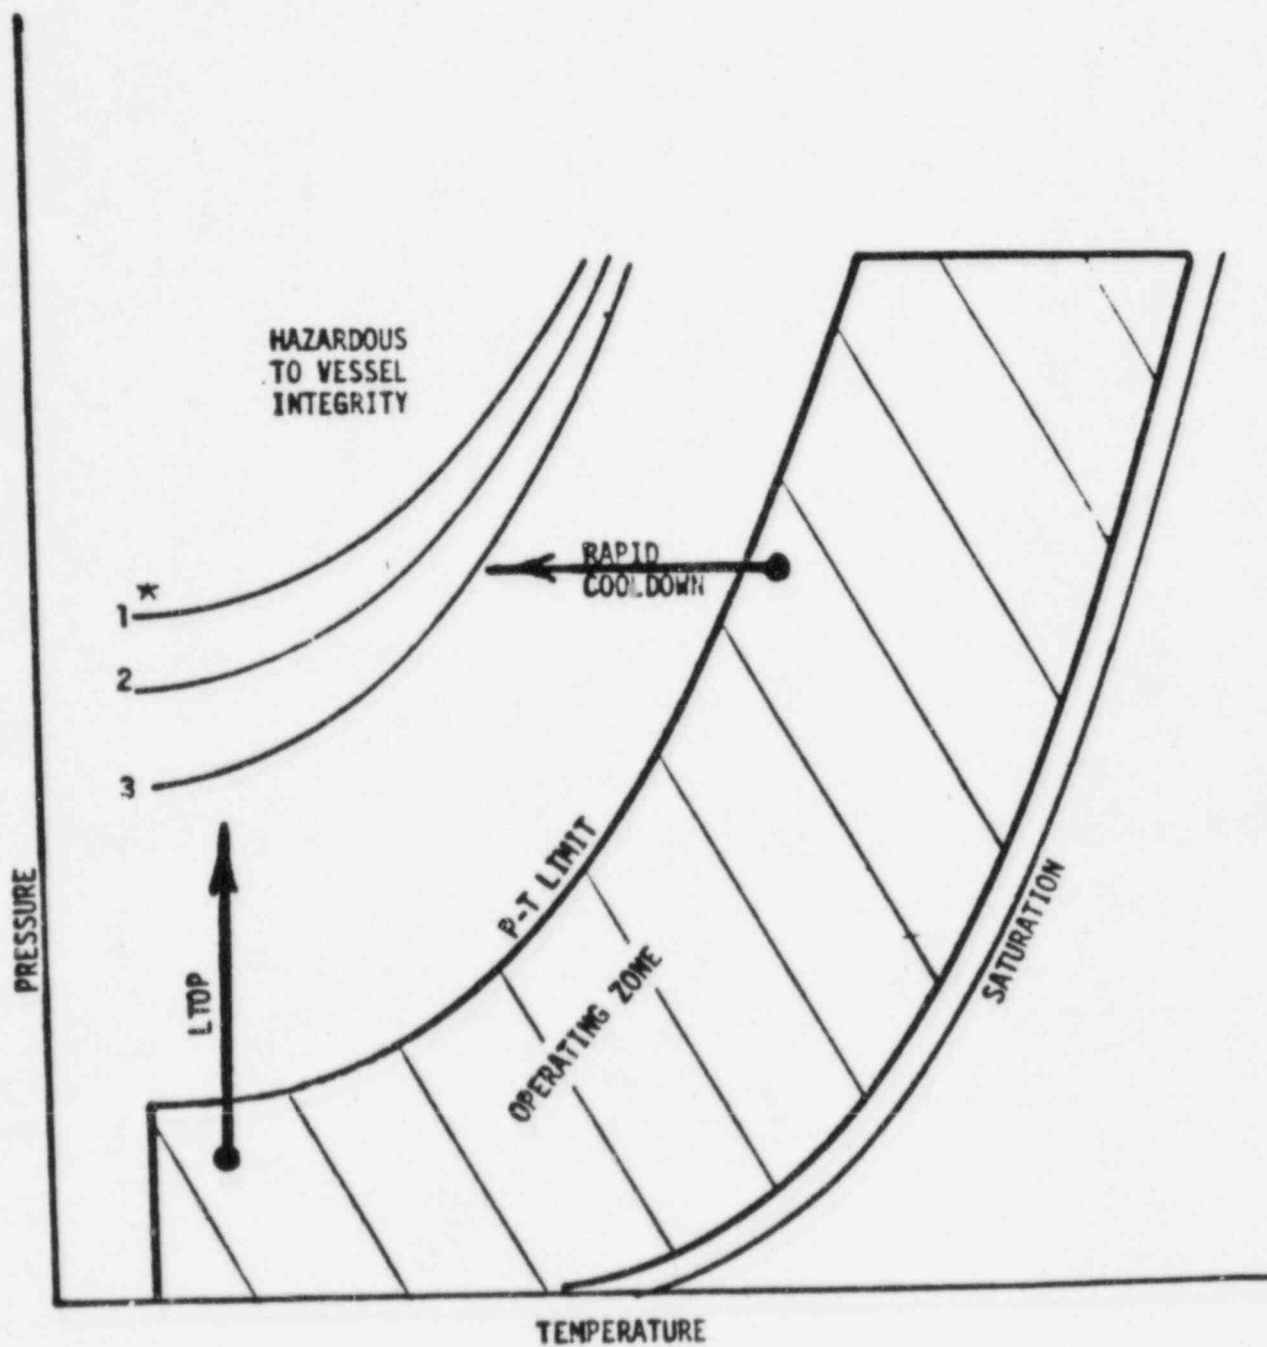 HAZARDOUS
TO VESSEL
INTEGRITY
1*
2
3
RAPID
COOLDOWN
P-T LIMIT
OPERATING ZONE
SATURATION
LTOP
PRESSURE
TEMPERATURE